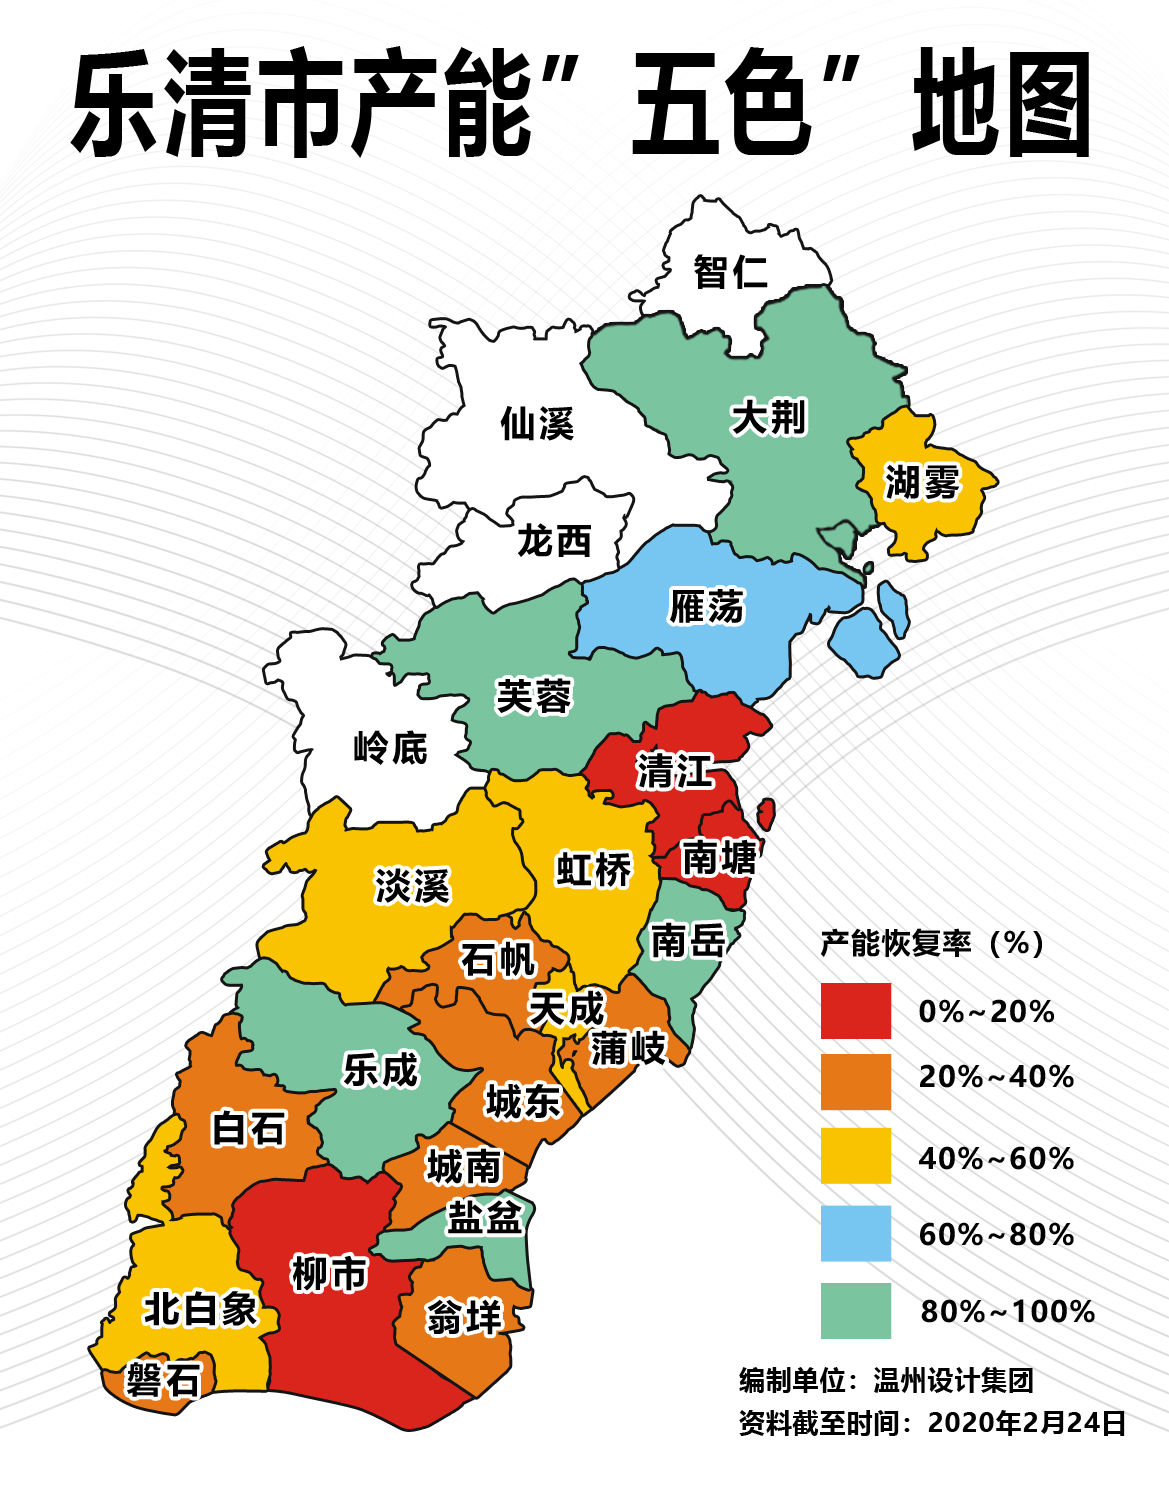 乐清市产能”五色”地图
智仁
仙溪
大荆
湖雾
龙西
雁荡
芙蓉
岭底
清江
南塘
虹桥
淡溪
南岳
石帆
天成
蒲岐
乐成
城东
白石
城南
盐盆
柳市
北白象
翁垟
磐石
产能恢复率（%）
0%~20%
20%~40%
40%~60%
60%~80%
80%~100%
编制单位：温州设计集团
资料截至时间：2020年2月24日